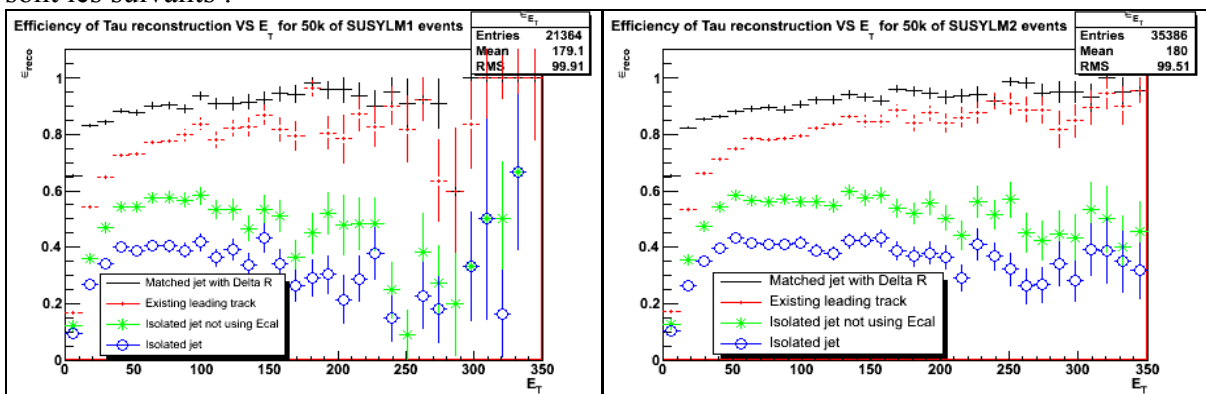 sont les suivants :
Efficiency of Tau reconstruction VS E_T for 50k of SUSYLM1 events
ε_E_T
Entries 21364
Mean 179.1
RMS 99.91
ε_reco
1
0.8
0.6
0.4
0.2
0
Matched jet with Delta R
Existing leading track
Isolated jet not using Ecal
Isolated jet
0 50 100 150 200 250 300 350
E_T
Efficiency of Tau reconstruction VS E_T for 50k of SUSYLM2 events
ε_E_T
Entries 35386
Mean 180
RMS 99.51
ε_reco
1
0.8
0.6
0.4
0.2
0
Matched jet with Delta R
Existing leading track
Isolated jet not using Ecal
Isolated jet
0 50 100 150 200 250 300 350
E_T